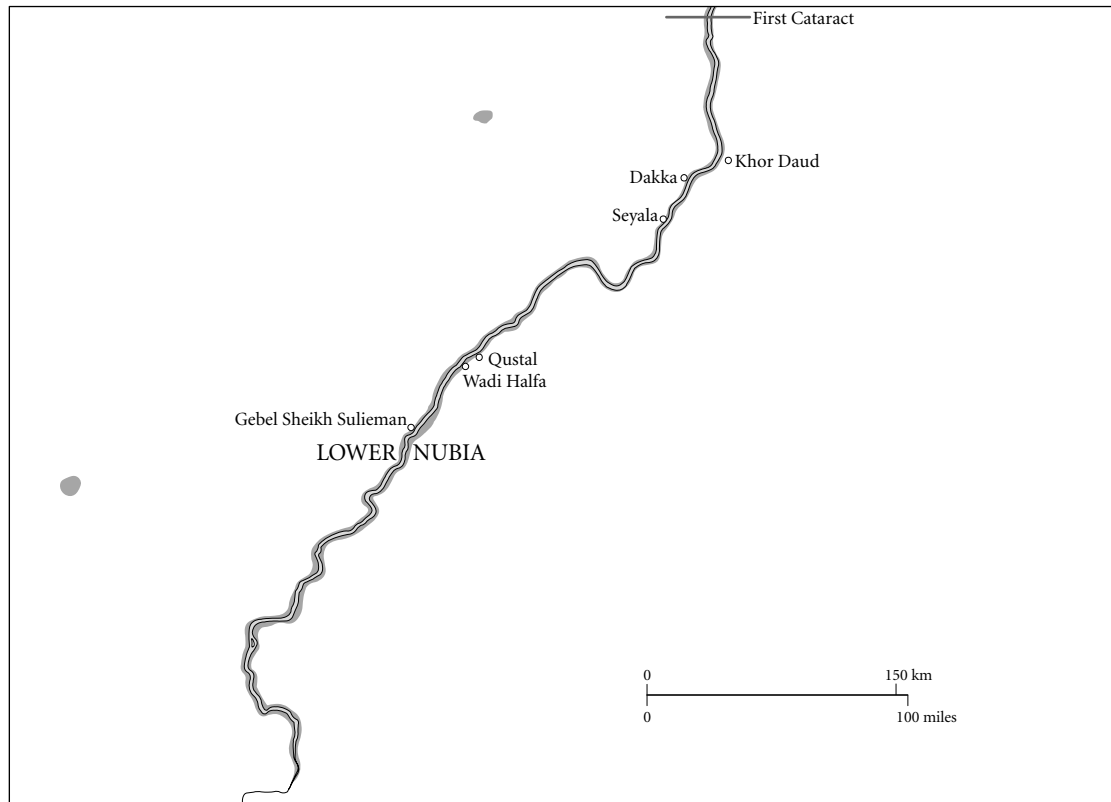 First Cataract
Khor Daud
Dakka
Seyala
Qustal
Wadi Halfa
Gebel Sheikh Sulieman
LOWER NUBIA
0 150 km
0 100 miles